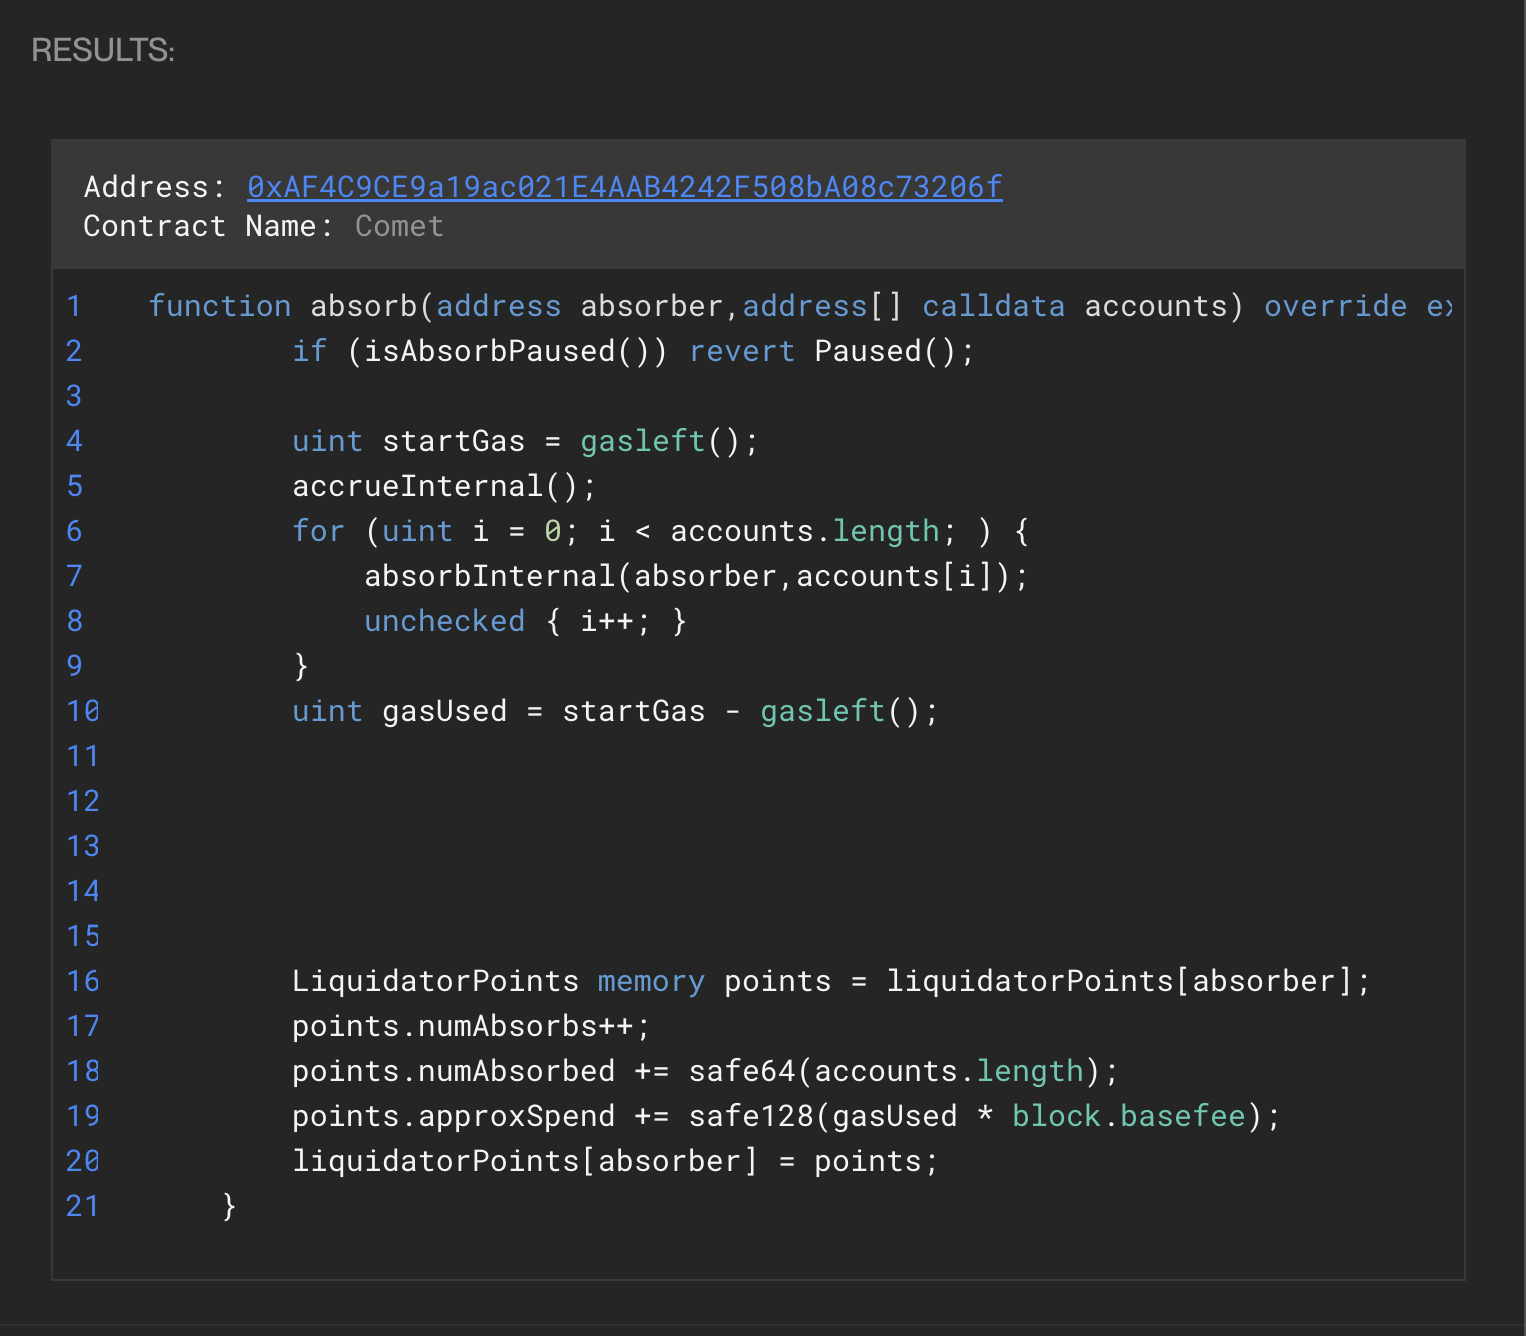 RESULTS:
Address: 0xAF4C9CE9a19ac021E4AAB4242F508bA08c73206f
Contract Name: Comet
1 function absorb(address absorber,address[] calldata accounts) override ex
2 if (isAbsorbPaused()) revert Paused();
3
4 uint startGas = gasleft();
5 accrueInternal();
6 for (uint i = 0; i < accounts.length; ) {
7 absorbInternal(absorber,accounts[i]);
8 unchecked { i++; }
9 }
10 uint gasUsed = startGas - gasleft();
11
12
13
14
15
16 LiquidatorPoints memory points = liquidatorPoints[absorber];
17 points.numAbsorbs++;
18 points.numAbsorbed += safe64(accounts.length);
19 points.approxSpend += safe128(gasUsed * block.basefee);
20 liquidatorPoints[absorber] = points;
21 }